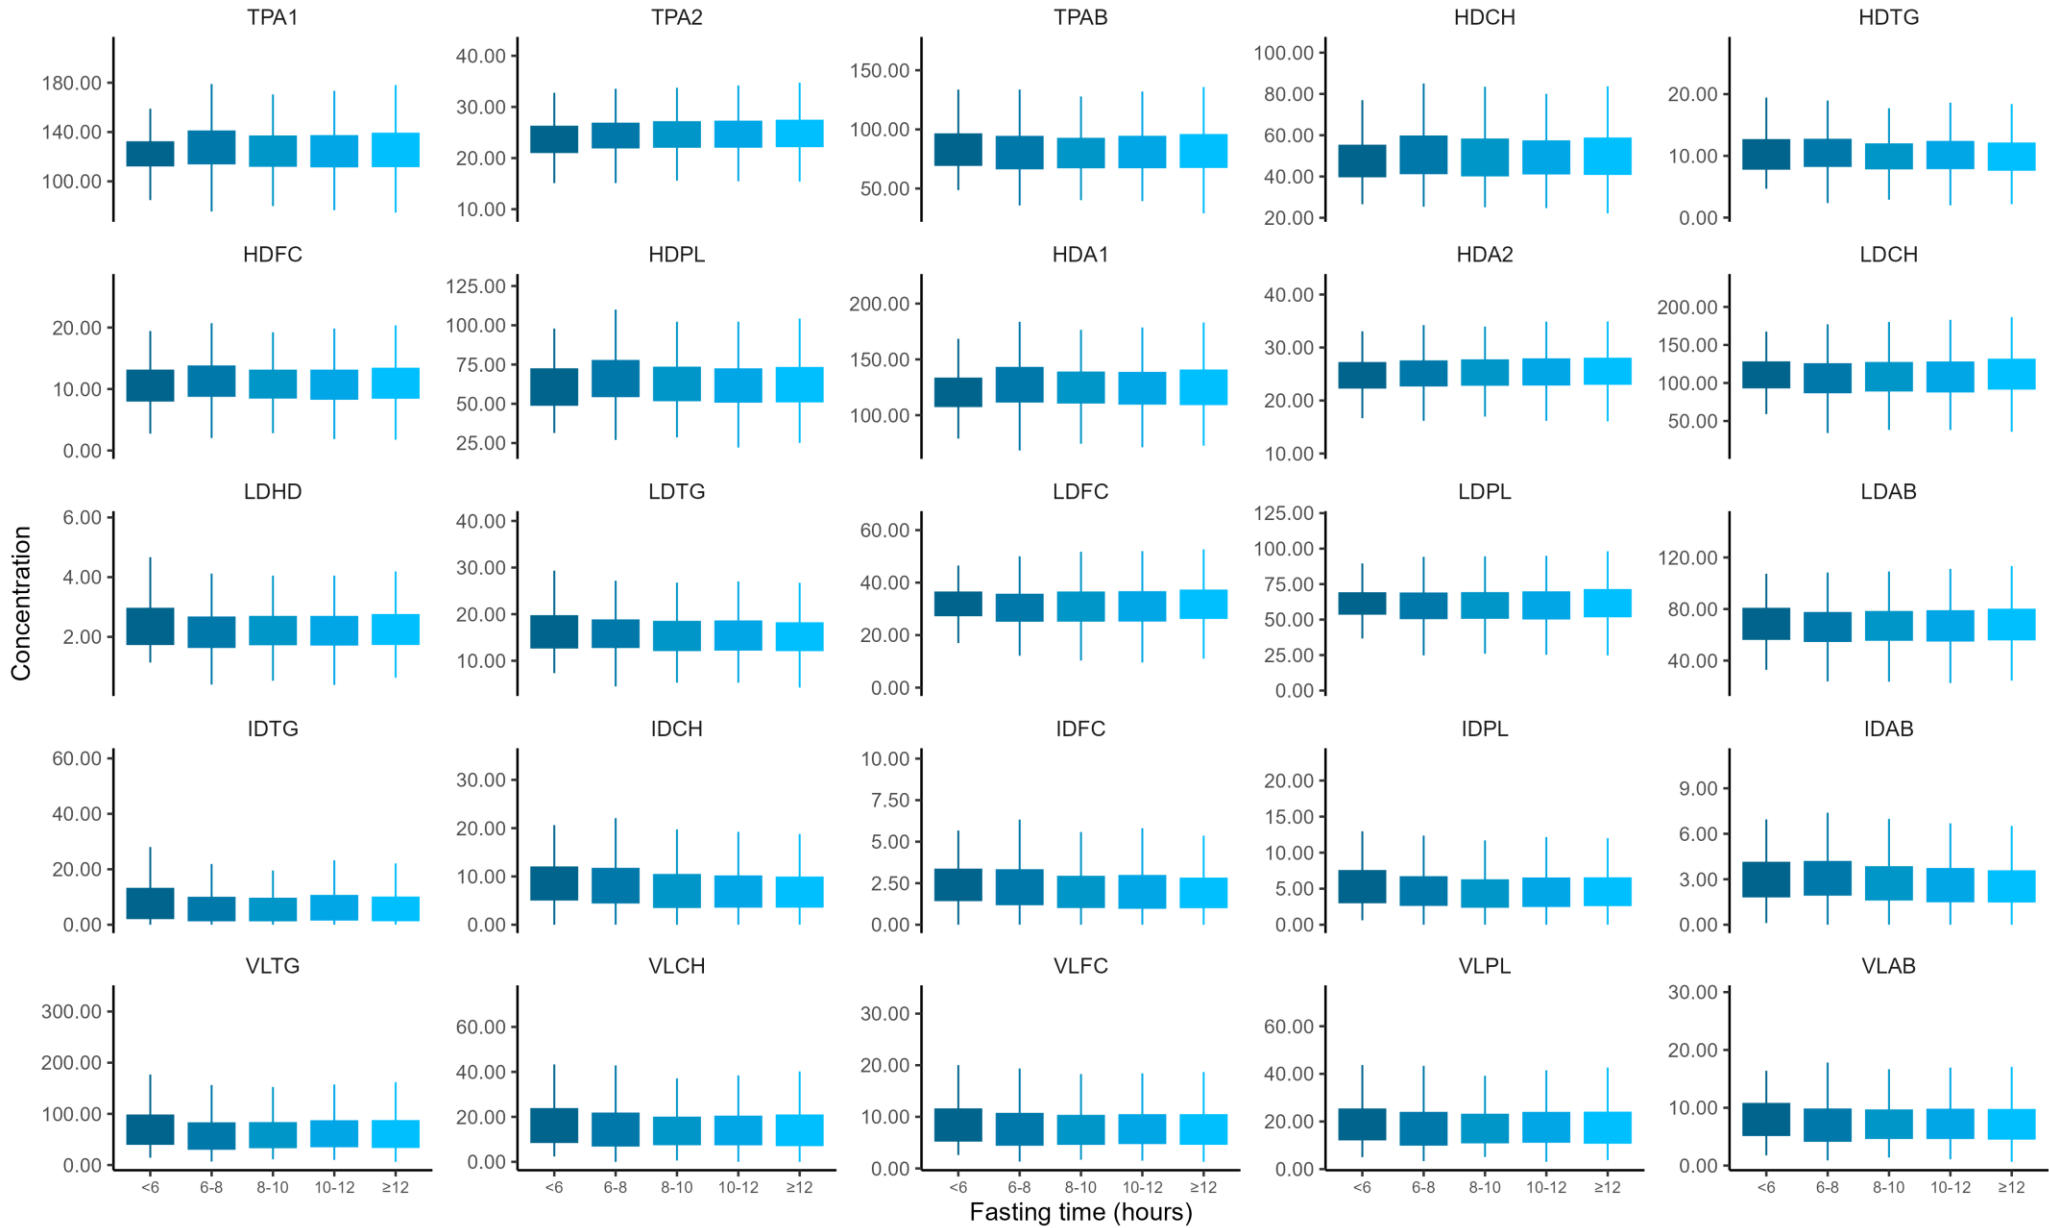 TPA1 TPA2 TPAB HDCH HDTG
180.00 40.00 150.00 100.00 20.00
140.00 30.00 100.00 80.00 10.00
100.00 20.00 50.00 60.00 0.00
10.00 40.00
20.00
HDFC HDPL HDA1 HDA2 LDCH
20.00 125.00 200.00 40.00 200.00
10.00 100.00 150.00 30.00 150.00
0.00 75.00 100.00 20.00 100.00
50.00 10.00 50.00
25.00
LDHD LDTG LDFC LDPL LDAB
6.00 40.00 60.00 125.00 120.00
4.00 30.00 40.00 100.00 80.00
2.00 20.00 20.00 75.00 40.00
10.00 0.00 50.00
25.00
0.00
Concentration
IDTG IDCH IDFC IDPL IDAB
60.00 30.00 10.00 20.00 9.00
40.00 20.00 7.50 15.00 6.00
20.00 10.00 5.00 10.00 3.00
0.00 0.00 2.50 5.00 0.00
0.00 0.00
VLTG VLCH VLFC VLPL VLAB
300.00 60.00 30.00 60.00 30.00
200.00 40.00 20.00 40.00 20.00
100.00 20.00 10.00 20.00 10.00
0.00 0.00 0.00 0.00 0.00
<6 6-8 8-10 10-12 ≥12 <6 6-8 8-10 10-12 ≥12 <6 6-8 8-10 10-12 ≥12 <6 6-8 8-10 10-12 ≥12 <6 6-8 8-10 10-12 ≥12
Fasting time (hours)